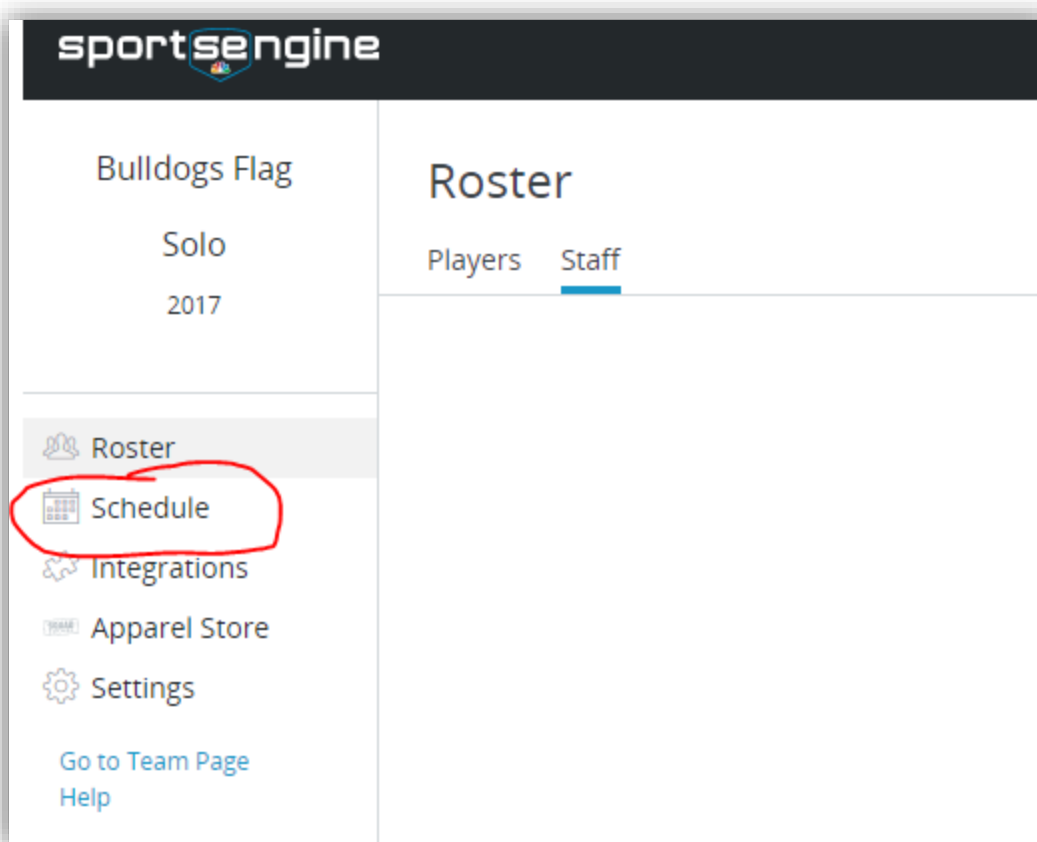 sportsengine
Bulldogs Flag
Solo
2017
Roster
Players Staff
Roster
Schedule
Integrations
Apparel Store
Settings
Go to Team Page
Help